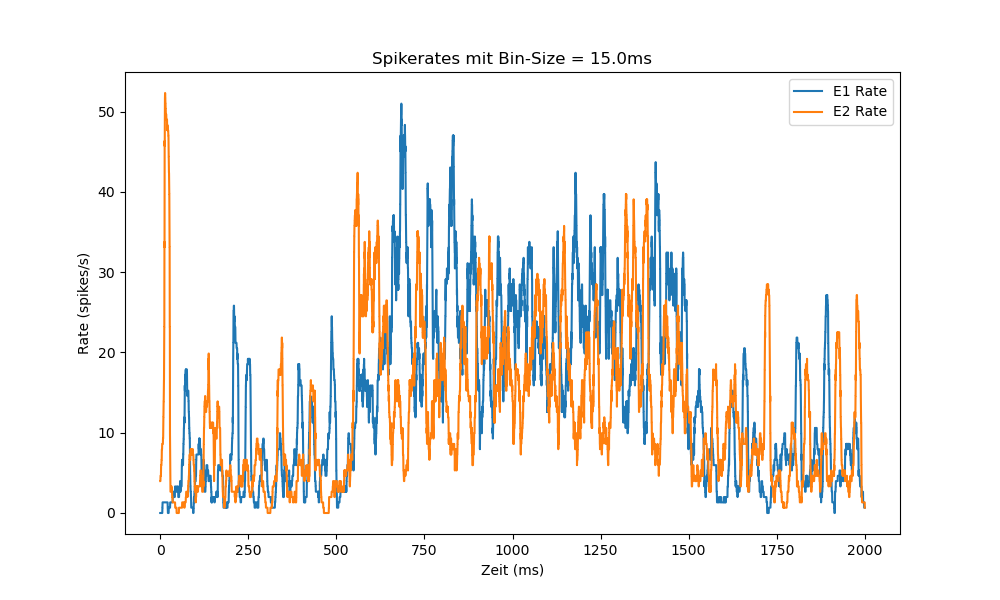 Spikerates mit Bin-Size = 15.0ms
E1 Rate
E2 Rate
Rate (spikes/s)
50
40
30
20
10
0
0 250 500 750 1000 1250 1500 1750 2000
Zeit (ms)